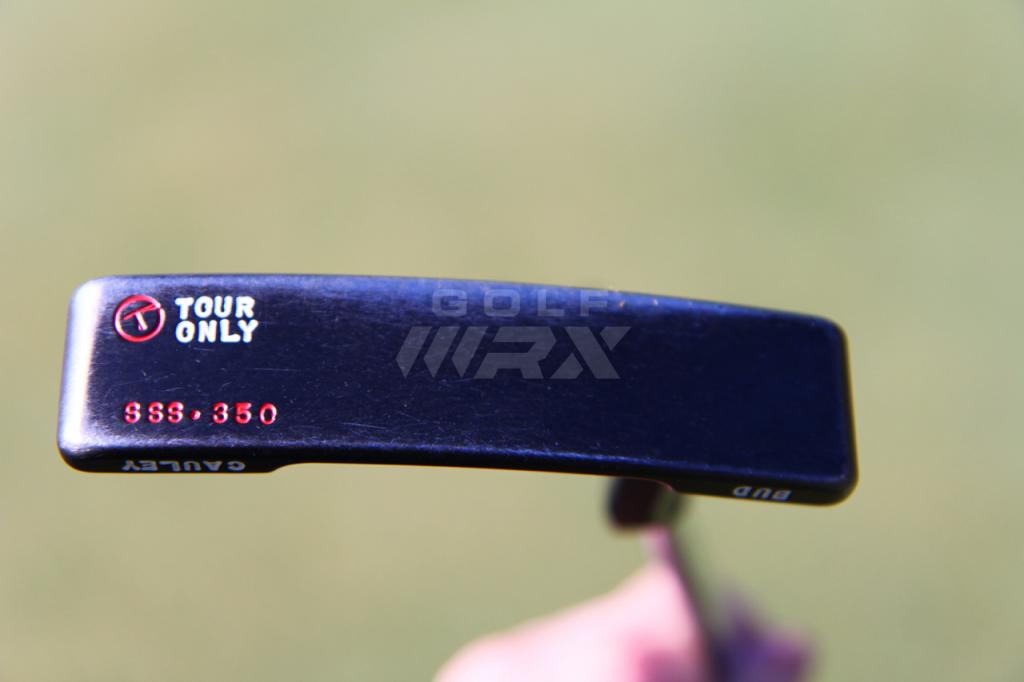 T TOUR
ONLY
GOLF
WRX
SSS • 350
CAULEY
BUD